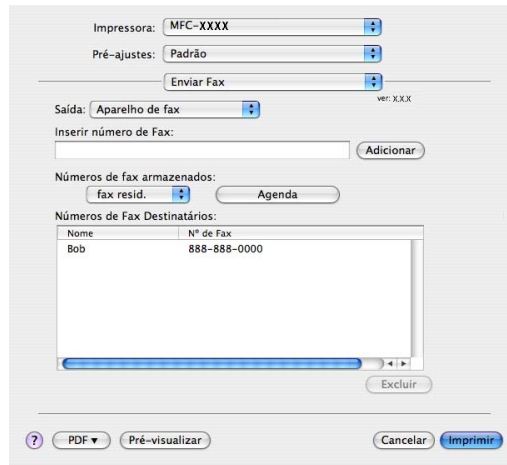 Impressora: MFC-XXXX
Pré-ajustes: Padrão
Enviar Fax
ver: X.X.X
Saída: Aparelho de fax
Inserir número de Fax:
Adicionar
Números de fax armazenados:
fax resid. Agenda
Números de Fax Destinatários:
Nome Nº de Fax
Bob 888-888-0000
Excluir
? PDF▼ Pré-visualizar Cancelar Imprimir